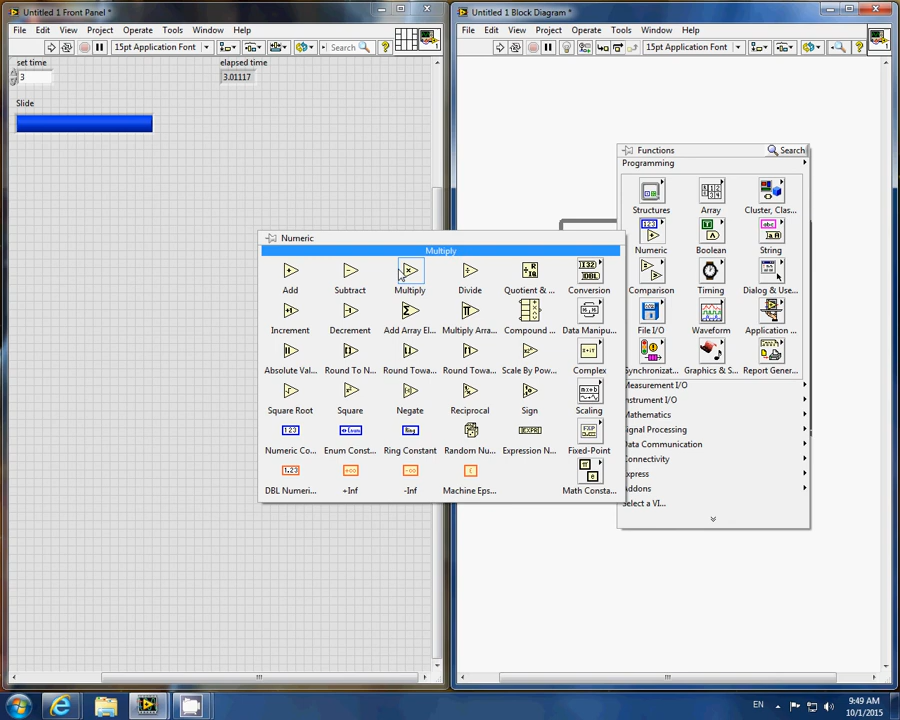 Untitled 1 Front Panel *
File Edit View Project Operate Tools Window Help
15pt Application Font
Search
set time
3
elapsed time
3.01117
Slide
Untitled 1 Block Diagram *
File Edit View Project Operate Tools Window Help
15pt Application Font
Functions
Search
Programming
Structures Array Cluster, Clas...
Numeric Boolean String
Comparison Timing Dialog & Use...
File I/O Waveform Application ...
Synchronizat... Graphics & S... Report Gener...
Measurement I/O
Instrument I/O
Mathematics
Signal Processing
Data Communication
Connectivity
Express
Addons
Select a VI...
Numeric
Multiply
Add Subtract Multiply Divide Quotient & ... Conversion
Increment Decrement Add Array El... Multiply Arra... Compound ... Data Manipu...
Absolute Val... Round To N... Round Towa... Round Towa... Scale By Pow... Complex
Square Root Square Negate Reciprocal Sign Scaling
Numeric Co... Enum Const... Ring Constant Random Nu... Expression N... Fixed-Point
DBL Numeri... +Inf -Inf Machine Eps... Math Consta...
EN
9:49 AM
10/1/2015